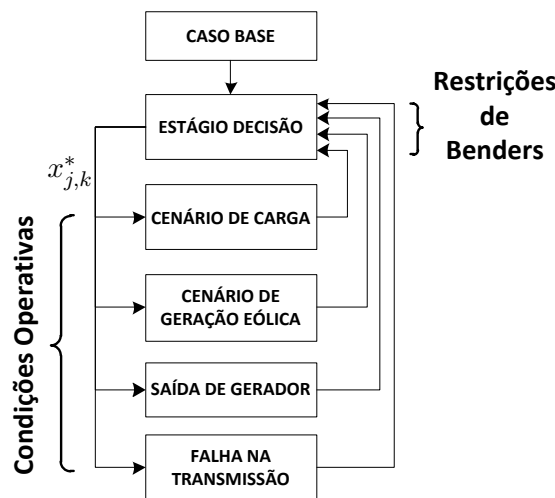 CASO BASE
ESTÁGIO DECISÃO
Restrições
de
Benders
x*j,k
Condições Operativas
CENÁRIO DE CARGA
CENÁRIO DE
GERAÇÃO EÓLICA
SAÍDA DE GERADOR
FALHA NA
TRANSMISSÃO